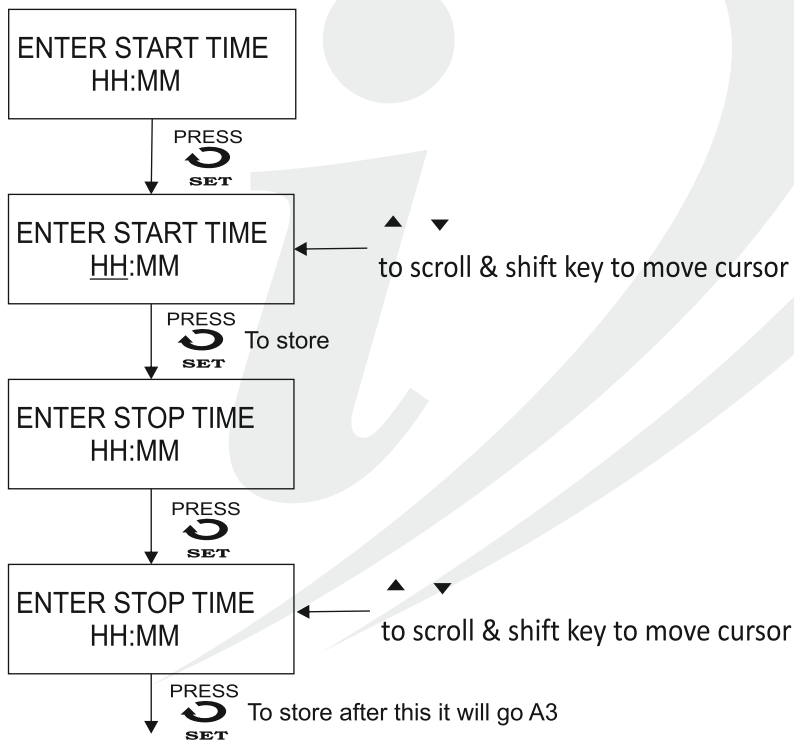 ENTER START TIME
HH:MM
PRESS
SET
ENTER START TIME
HH:MM
▲ ▼
to scroll & shift key to move cursor
PRESS
SET
To store
ENTER STOP TIME
HH:MM
PRESS
SET
ENTER STOP TIME
HH:MM
▲ ▼
to scroll & shift key to move cursor
PRESS
SET
To store after this it will go A3